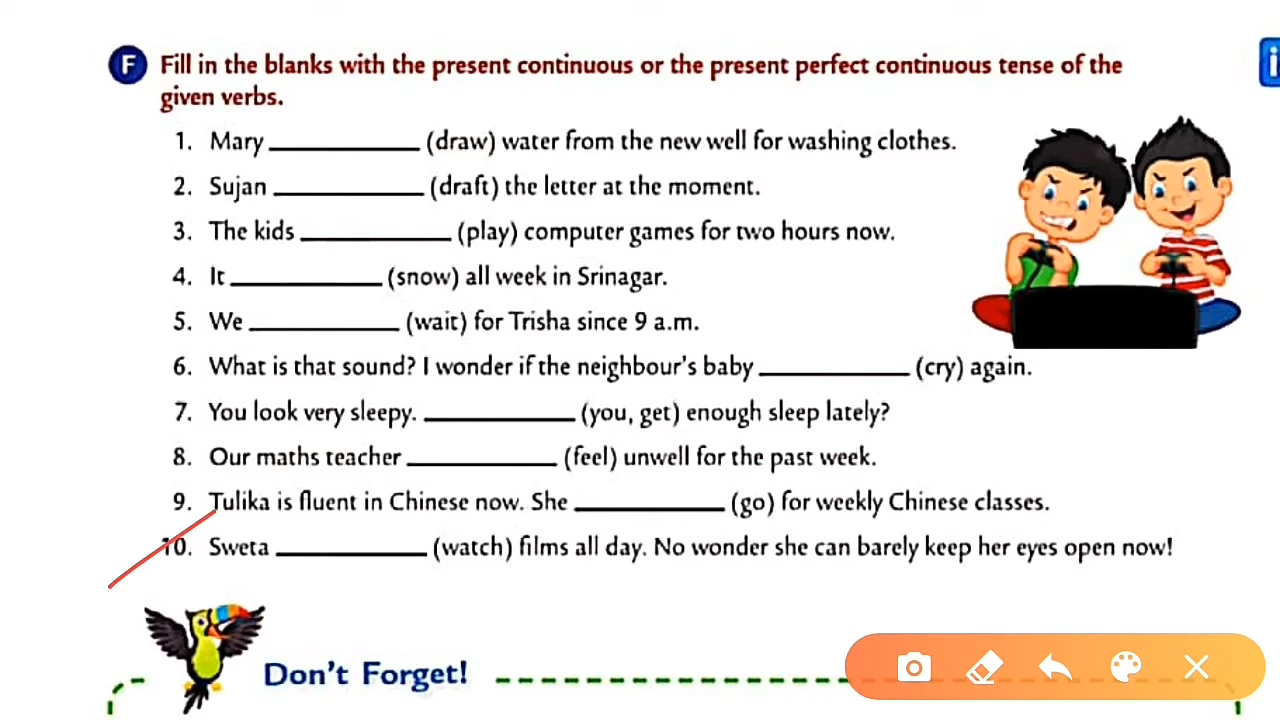 F Fill in the blanks with the present continuous or the present perfect continuous tense of the
given verbs.
1. Mary __________ (draw) water from the new well for washing clothes.
2. Sujan __________ (draft) the letter at the moment.
3. The kids __________ (play) computer games for two hours now.
4. It __________ (snow) all week in Srinagar.
5. We __________ (wait) for Trisha since 9 a.m.
6. What is that sound? I wonder if the neighbour's baby __________ (cry) again.
7. You look very sleepy. __________ (you, get) enough sleep lately?
8. Our maths teacher __________ (feel) unwell for the past week.
9. Tulika is fluent in Chinese now. She __________ (go) for weekly Chinese classes.
10. Sweta __________ (watch) films all day. No wonder she can barely keep her eyes open now!
Don't Forget!